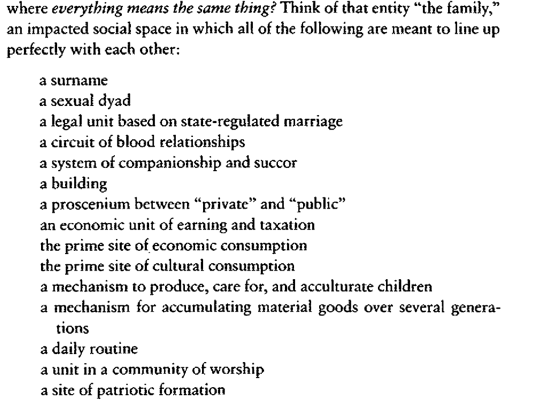 where everything means the same thing? Think of that entity “the family,”
an impacted social space in which all of the following are meant to line up
perfectly with each other:
a surname
a sexual dyad
a legal unit based on state-regulated marriage
a circuit of blood relationships
a system of companionship and succor
a building
a proscenium between “private” and “public”
an economic unit of earning and taxation
the prime site of economic consumption
the prime site of cultural consumption
a mechanism to produce, care for, and acculturate children
a mechanism for accumulating material goods over several genera-
tions
a daily routine
a unit in a community of worship
a site of patriotic formation